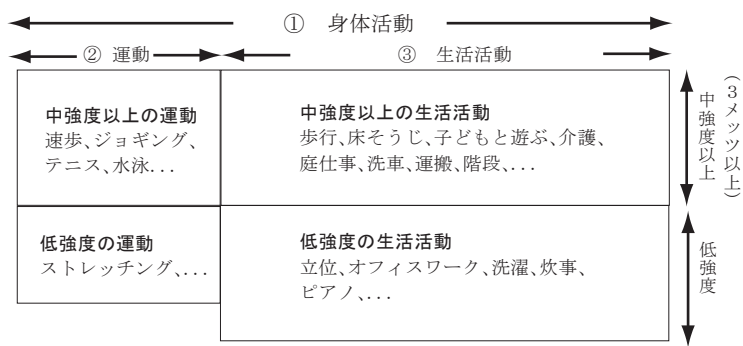 ① 身体活動
② 運動
③ 生活活動
中強度以上の運動
速歩、ジョギング、
テニス、水泳...
中強度以上の生活活動
歩行、床そうじ、子どもと遊ぶ、介護、
庭仕事、洗車、運搬、階段、...
中強度以上
(3メッツ以上)
低強度の運動
ストレッチング、...
低強度の生活活動
立位、オフィスワーク、洗濯、炊事、
ピアノ、...
低強度